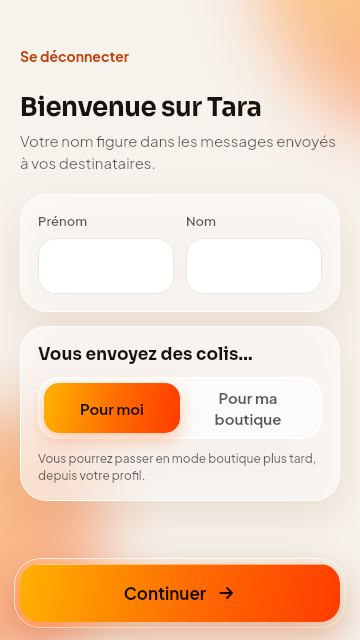 Se déconnecter
Bienvenue sur Tara
Votre nom figure dans les messages envoyés
à vos destinataires.
Prénom
Nom
Vous envoyez des colis...
Pour moi
Pour ma
boutique
Vous pourrez passer en mode boutique plus tard,
depuis votre profil.
Continuer →